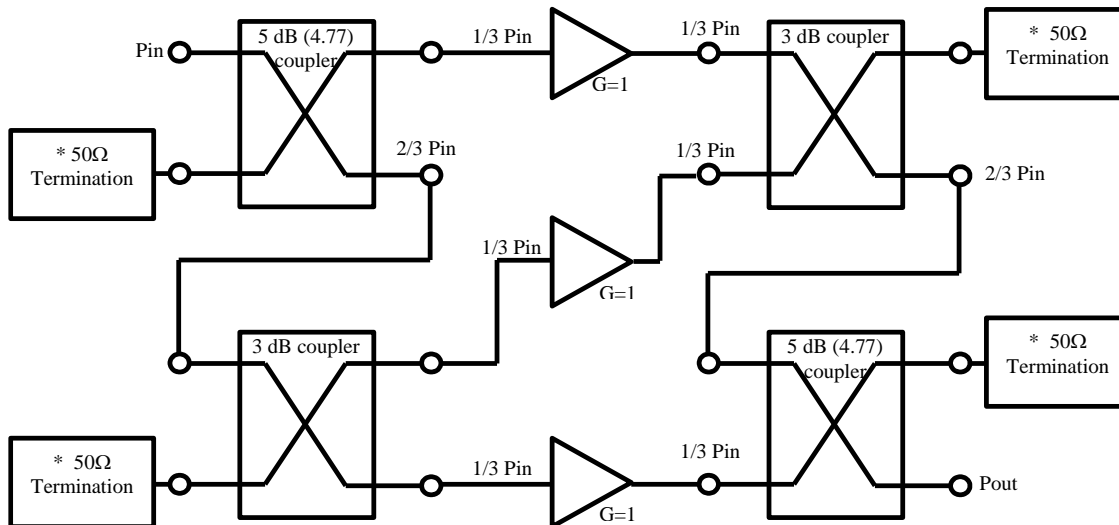 Pin
5 dB (4.77)
coupler
1/3 Pin
G=1
1/3 Pin
3 dB coupler
* 50Ω
Termination
* 50Ω
Termination
2/3 Pin
1/3 Pin
2/3 Pin
1/3 Pin
G=1
3 dB coupler
5 dB (4.77)
coupler
* 50Ω
Termination
* 50Ω
Termination
1/3 Pin
G=1
1/3 Pin
Pout